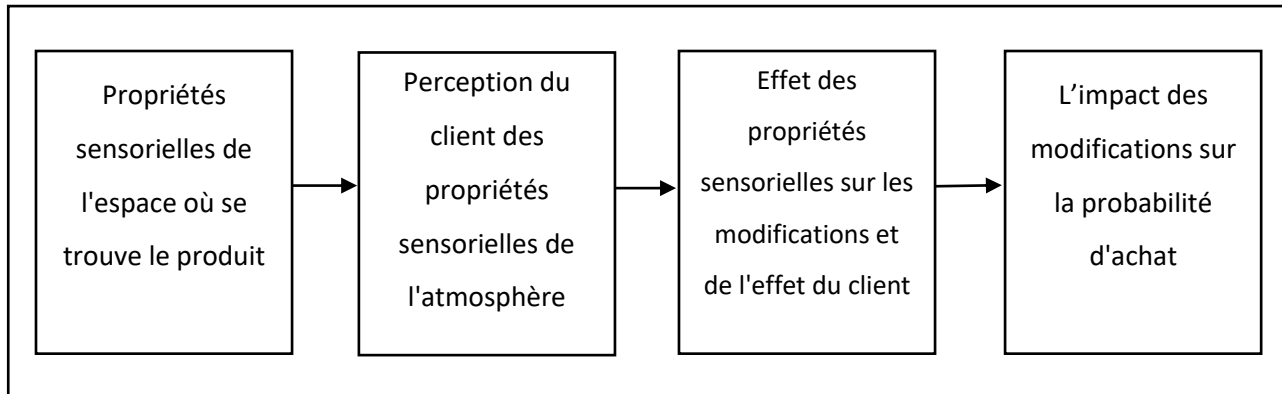 Propriétés
sensorielles de
l'espace où se
trouve le produit
Perception du
client des
propriétés
sensorielles de
l'atmosphère
Effet des
propriétés
sensorielles sur les
modifications et
de l'effet du client
L’impact des
modifications sur
la probabilité
d'achat